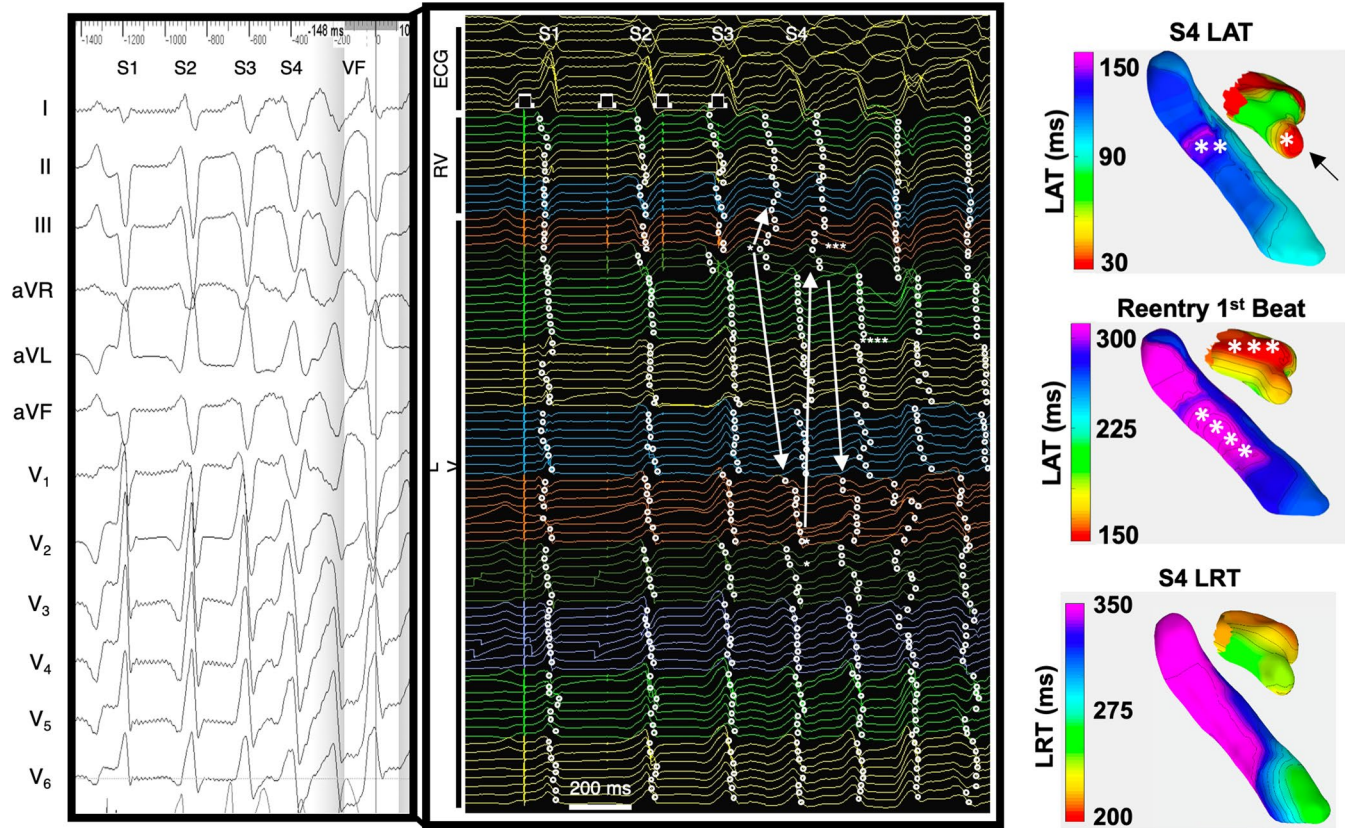 -148 ms
-1400 -1200 -1000 -800 -600 -400 -200 0 10
S1 S2 S3 S4 VF
I
II
III
aVR
aVL
aVF
V1
V2
V3
V4
V5
V6
S1 S2 S3 S4
ECG
RV
LV
*
***
****
*
*
200 ms
S4 LAT
LAT (ms)
150
90
30
**
*
Reentry 1st Beat
LAT (ms)
300
225
150
***
****
S4 LRT
LRT (ms)
350
275
200